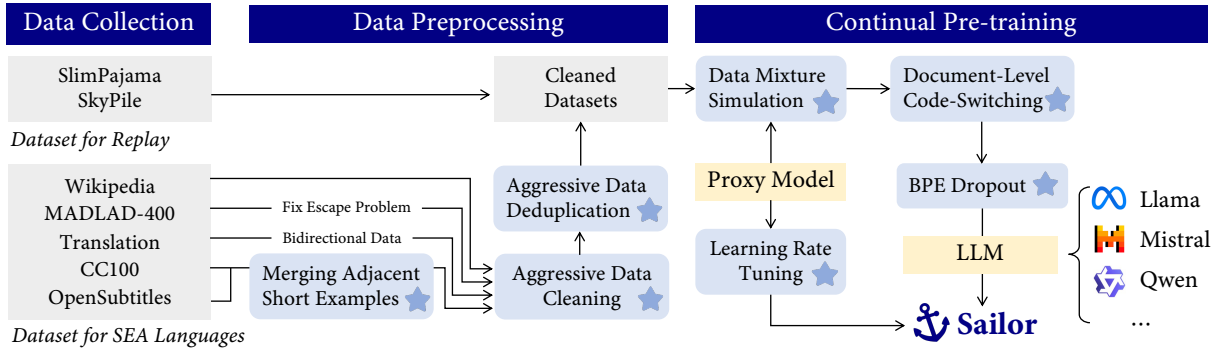 Data Collection
Data Preprocessing
Continual Pre-training
SlimPajama
SkyPile
Dataset for Replay
Cleaned
Datasets
Data Mixture
Simulation
Document-Level
Code-Switching
Wikipedia
MADLAD-400
Translation
CC100
OpenSubtitles
Dataset for SEA Languages
Fix Escape Problem
Bidirectional Data
Merging Adjacent
Short Examples
Aggressive Data
Deduplication
Aggressive Data
Cleaning
Proxy Model
Learning Rate
Tuning
BPE Dropout
LLM
Sailor
Llama
Mistral
Qwen
...